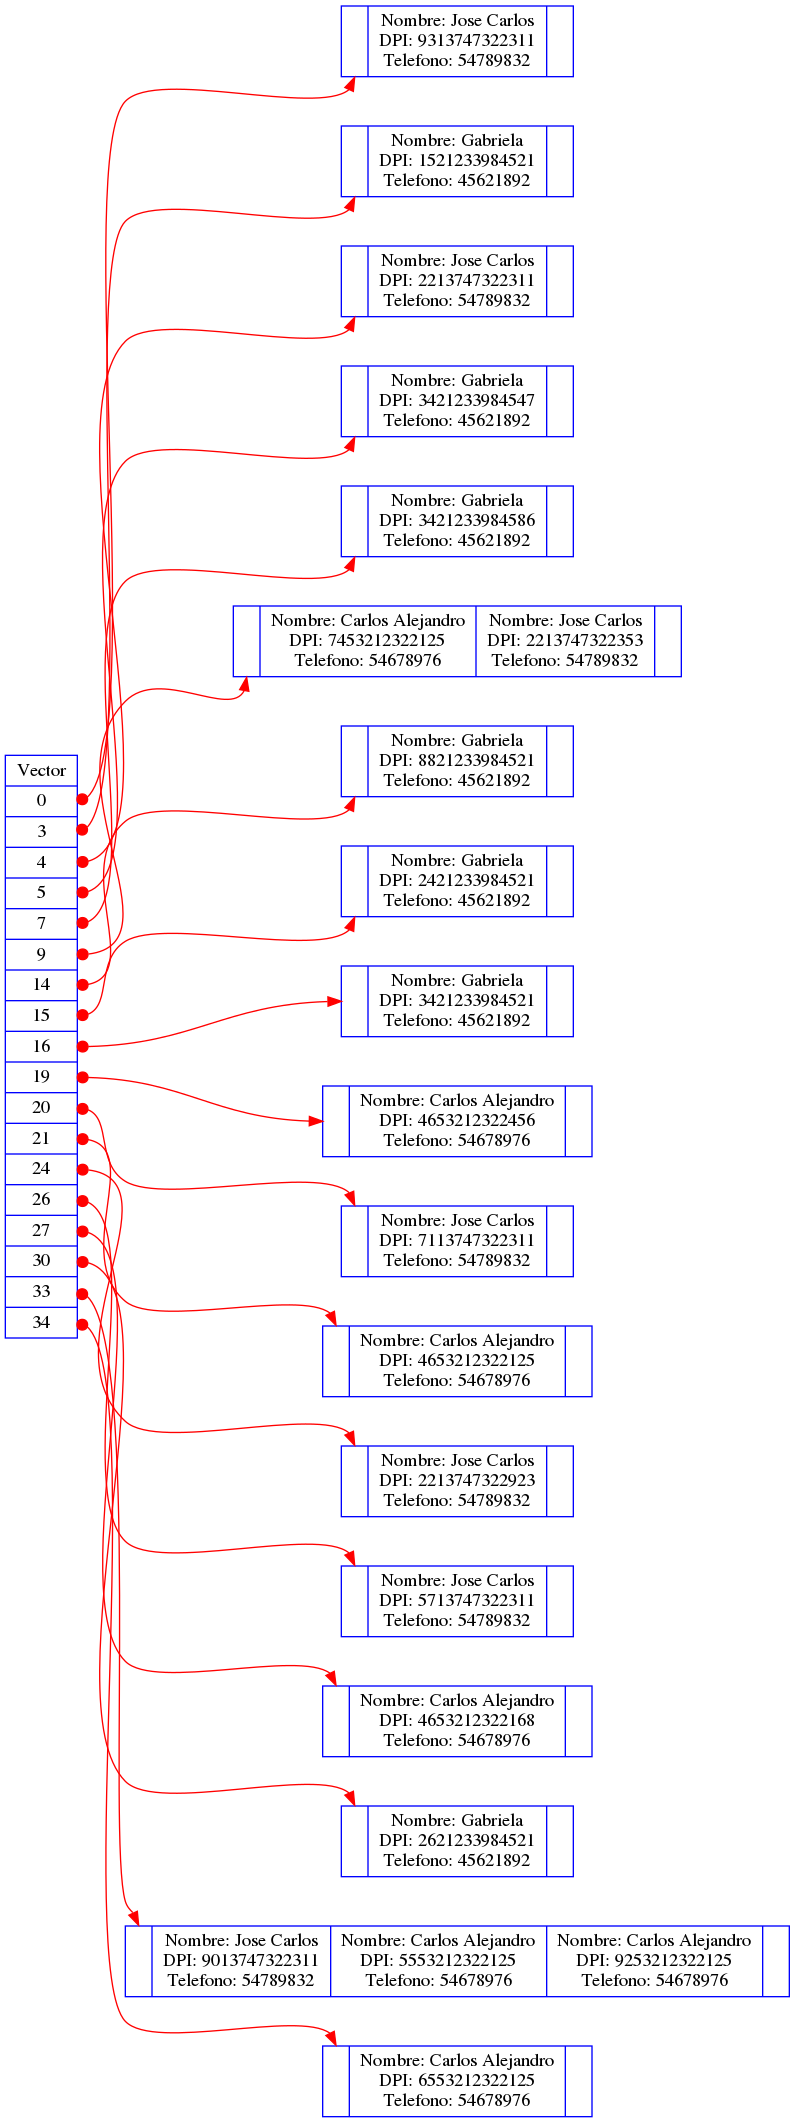 Nombre: Jose Carlos
DPI: 9313747322311
Telefono: 54789832
Nombre: Gabriela
DPI: 1521233984521
Telefono: 45621892
Nombre: Jose Carlos
DPI: 2213747322311
Telefono: 54789832
Nombre: Gabriela
DPI: 3421233984547
Telefono: 45621892
Nombre: Gabriela
DPI: 3421233984586
Telefono: 45621892
Nombre: Carlos Alejandro
DPI: 7453212322125
Telefono: 54678976
Nombre: Jose Carlos
DPI: 2213747322353
Telefono: 54789832
Nombre: Gabriela
DPI: 8821233984521
Telefono: 45621892
Nombre: Gabriela
DPI: 2421233984521
Telefono: 45621892
Nombre: Gabriela
DPI: 3421233984521
Telefono: 45621892
Nombre: Carlos Alejandro
DPI: 4653212322456
Telefono: 54678976
Nombre: Jose Carlos
DPI: 7113747322311
Telefono: 54789832
Nombre: Carlos Alejandro
DPI: 4653212322125
Telefono: 54678976
Nombre: Jose Carlos
DPI: 2213747322923
Telefono: 54789832
Nombre: Jose Carlos
DPI: 5713747322311
Telefono: 54789832
Nombre: Carlos Alejandro
DPI: 4653212322168
Telefono: 54678976
Nombre: Gabriela
DPI: 2621233984521
Telefono: 45621892
Nombre: Jose Carlos
DPI: 9013747322311
Telefono: 54789832
Nombre: Carlos Alejandro
DPI: 5553212322125
Telefono: 54678976
Nombre: Carlos Alejandro
DPI: 9253212322125
Telefono: 54678976
Nombre: Carlos Alejandro
DPI: 6553212322125
Telefono: 54678976
Vector
0
3
4
5
7
9
14
15
16
19
20
21
24
26
27
30
33
34